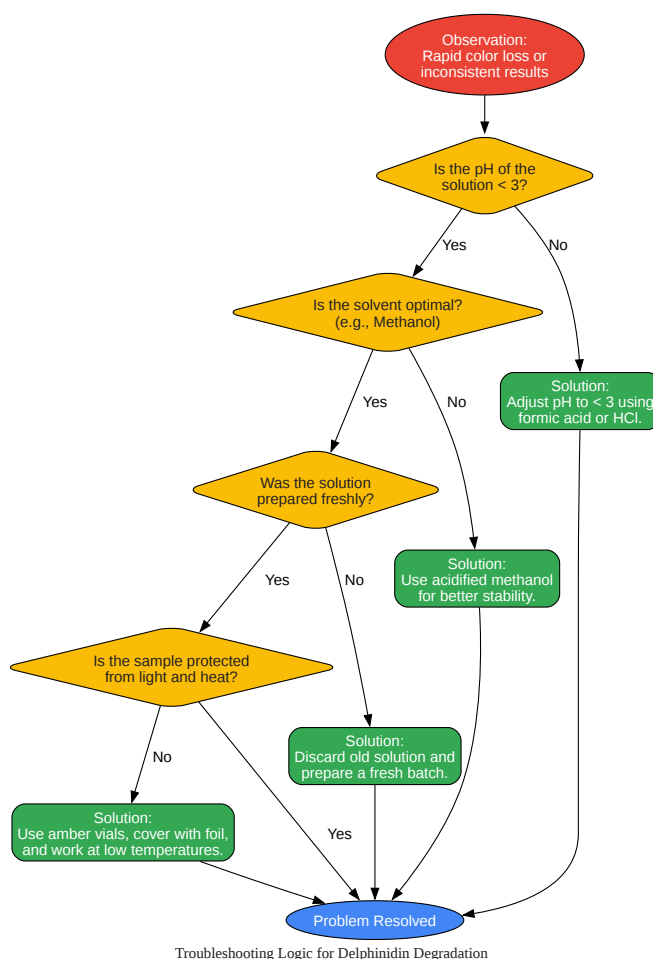 Observation:
Rapid color loss or
inconsistent results
Is the pH of the
solution < 3?
Yes
No
Is the solvent optimal?
(e.g., Methanol)
Solution:
Adjust pH to < 3 using
formic acid or HCl.
Yes
No
Was the solution
prepared freshly?
Solution:
Use acidified methanol
for better stability.
Yes
No
Is the sample protected
from light and heat?
Solution:
Discard old solution and
prepare a fresh batch.
No
Yes
Solution:
Use amber vials, cover with foil,
and work at low temperatures.
Problem Resolved
Troubleshooting Logic for Delphinidin Degradation